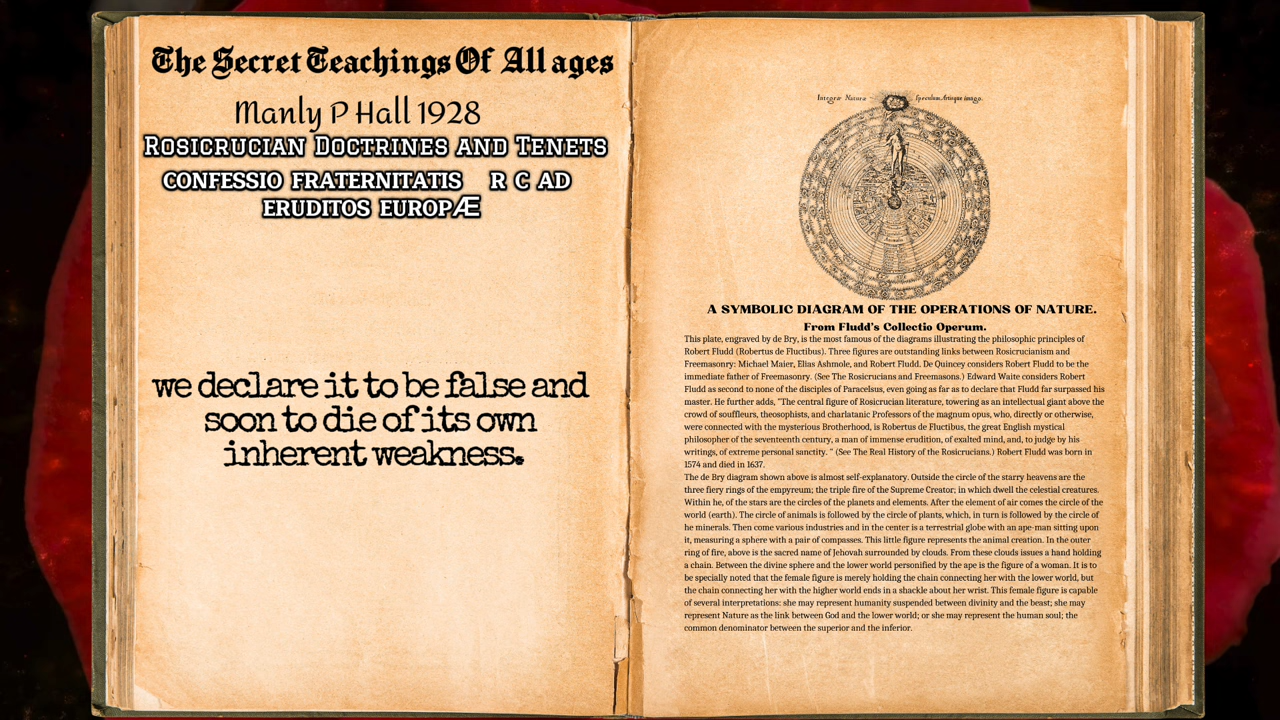 The Secret Teachings Of All ages
Manly P Hall 1928
Rosicrucian Doctrines and Tenets
CONFESSIO FRATERNITATIS R C AD
ERUDITOS EUROPÆ
we declare it to be false and
soon to die of its own
inherent weakness.
Integræ Naturæ Speculum Artisque imago.
A SYMBOLIC DIAGRAM OF THE OPERATIONS OF NATURE.
From Fludd's Collectio Operum.
This plate, engraved by de Bry, is the most famous of the diagrams illustrating the philosophic principles of
Robert Fludd (Robertus de Fluctibus). Three figures are outstanding links between Rosicrucianism and
Freemasonry: Michael Maier, Elias Ashmole, and Robert Fludd. De Quincey considers Robert Fludd to be the
immediate father of Freemasonry. (See The Rosicrucians and Freemasons.) Edward Waite considers Robert
Fludd as second to none of the disciples of Paracelsus, even going as far as to declare that Fludd far surpassed his
master. He further adds, "The central figure of Rosicrucian literature, towering as an intellectual giant above the
crowd of souffleurs, theosophists, and charlatanic Professors of the magnum opus, who, directly or otherwise,
were connected with the mysterious Brotherhood, is Robertus de Fluctibus, the great English mystical
philosopher of the seventeenth century, a man of immense erudition, of exalted mind, and, to judge by his
writings, of extreme personal sanctity. " (See The Real History of the Rosicrucians.) Robert Fludd was born in
1574 and died in 1637.
The de Bry diagram shown above is almost self-explanatory. Outside the circle of the starry heavens are the
three fiery rings of the empyreum; the triple fire of the Supreme Creator; in which dwell the celestial creatures.
Within he, of the stars are the circles of the planets and elements. After the element of air comes the circle of the
world (earth). The circle of animals is followed by the circle of plants, which, in turn is followed by the circle of
he minerals. Then come various industries and in the center is a terrestrial globe with an ape-man sitting upon
it, measuring a sphere with a pair of compasses. This little figure represents the animal creation. In the outer
ring of fire, above is the sacred name of Jehovah surrounded by clouds. From these clouds issues a hand holding
a chain. Between the divine sphere and the lower world personified by the ape is the figure of a woman. It is to
be specially noted that the female figure is merely holding the chain connecting her with the lower world, but
the chain connecting her with the higher world ends in a shackle about her wrist. This female figure is capable
of several interpretations: she may represent humanity suspended between divinity and the beast; she may
represent Nature as the link between God and the lower world; or she may represent the human soul; the
common denominator between the superior and the inferior.